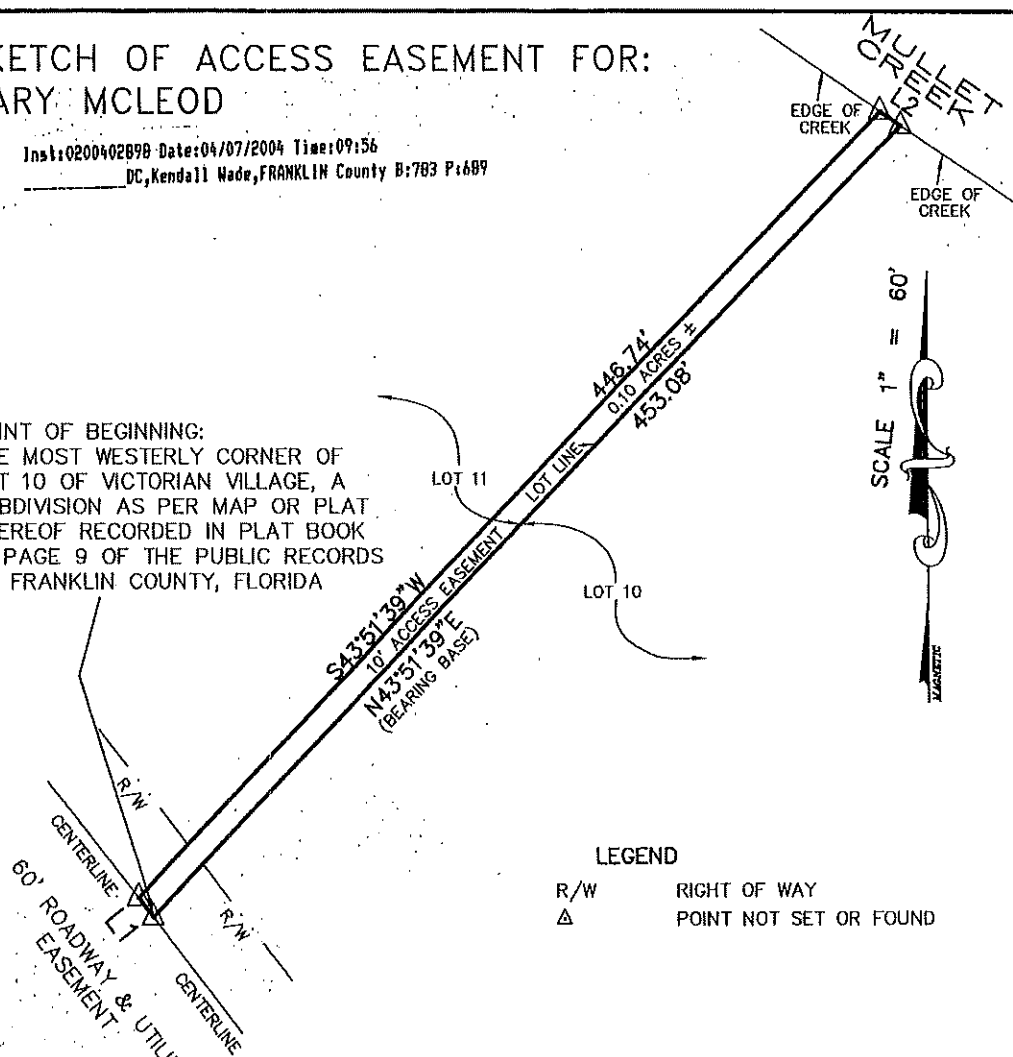 KETCH OF ACCESS EASEMENT FOR:
ARY MCLEOD
Inst:0200402898 Date:04/07/2004 Time:09:56
DC,Kendall Wade,FRANKLIN County B:783 P:689
MULLET
CREEK
EDGE OF
CREEK
L2
EDGE OF
CREEK
SCALE 1" = 60'
MAGNETIC
446.74'
0.10 ACRES ±
453.08'
LOT LINE
LOT 11
LOT 10
INT OF BEGINNING:
E MOST WESTERLY CORNER OF
T 10 OF VICTORIAN VILLAGE, A
BDIVISION AS PER MAP OR PLAT
EREOF RECORDED IN PLAT BOOK
PAGE 9 OF THE PUBLIC RECORDS
FRANKLIN COUNTY, FLORIDA
S43°51'39"W
10' ACCESS EASEMENT
N43°51'39"E
(BEARING BASE)
R/W
CENTERLINE
L1
R/W
60' ROADWAY & UTILI
EASEMENT
CENTERLINE
LEGEND
R/W RIGHT OF WAY
△ POINT NOT SET OR FOUND